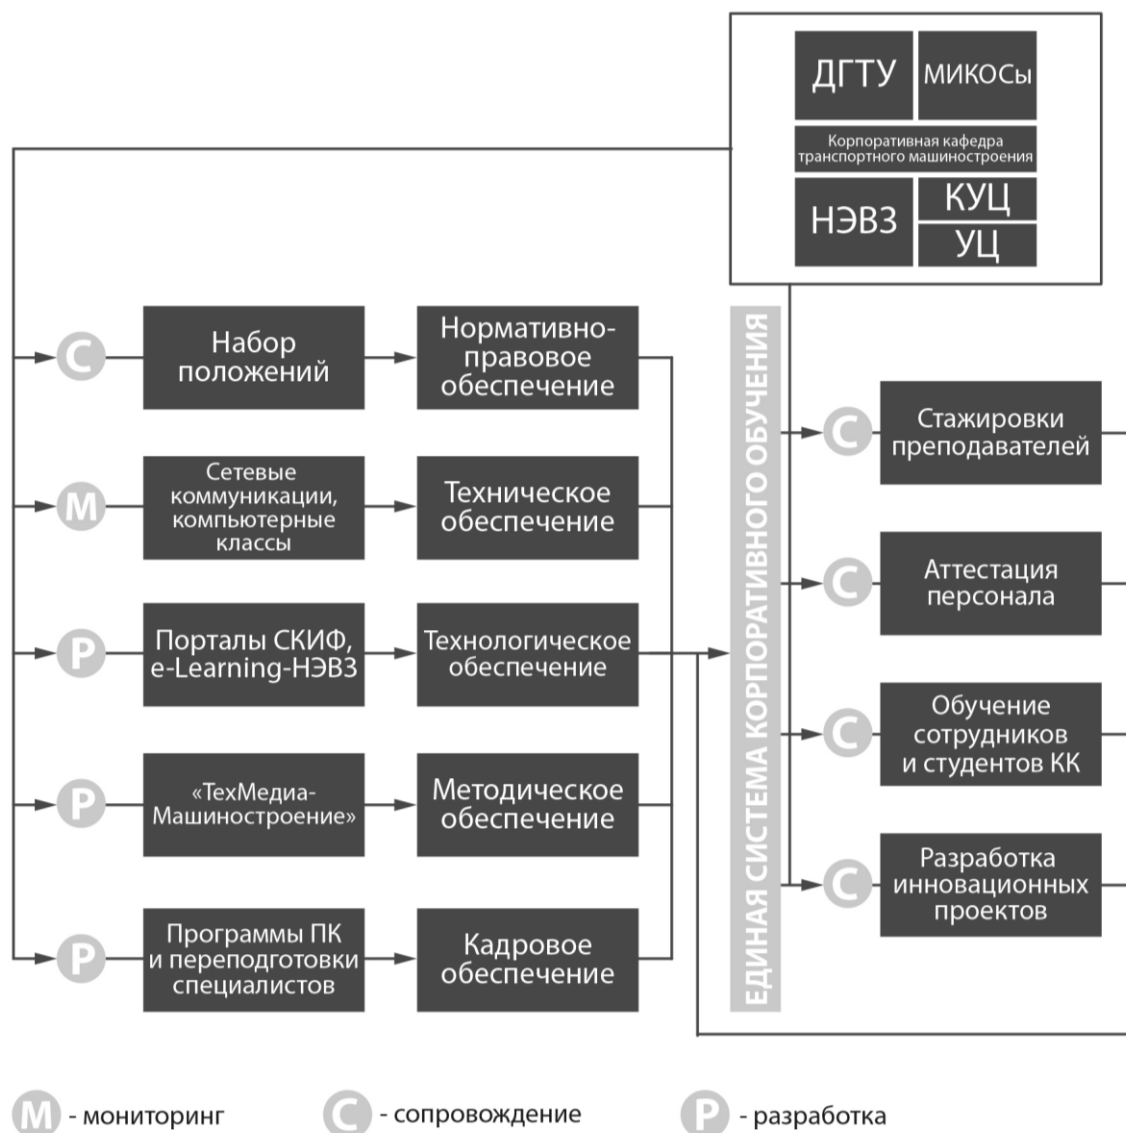 ДГТУ
МИКОСы
Корпоративная кафедра
транспортного машиностроения
НЭВЗ
КУЦ
УЦ
С
Набор
положений
Нормативно-
правовое
обеспечение
М
Сетевые
коммуникации,
компьютерные
классы
Техническое
обеспечение
Р
Порталы СКИФ,
e-Learning-НЭВЗ
Технологическое
обеспечение
Р
«ТехМедиа-
Машиностроение»
Методическое
обеспечение
Р
Программы ПК
и переподготовки
специалистов
Кадровое
обеспечение
ЕДИНАЯ СИСТЕМА КОРПОРАТИВНОГО ОБУЧЕНИЯ
С
Стажировки
преподавателей
С
Аттестация
персонала
С
Обучение
сотрудников
и студентов КК
С
Разработка
инновационных
проектов
М - мониторинг
С - сопровождение
Р - разработка